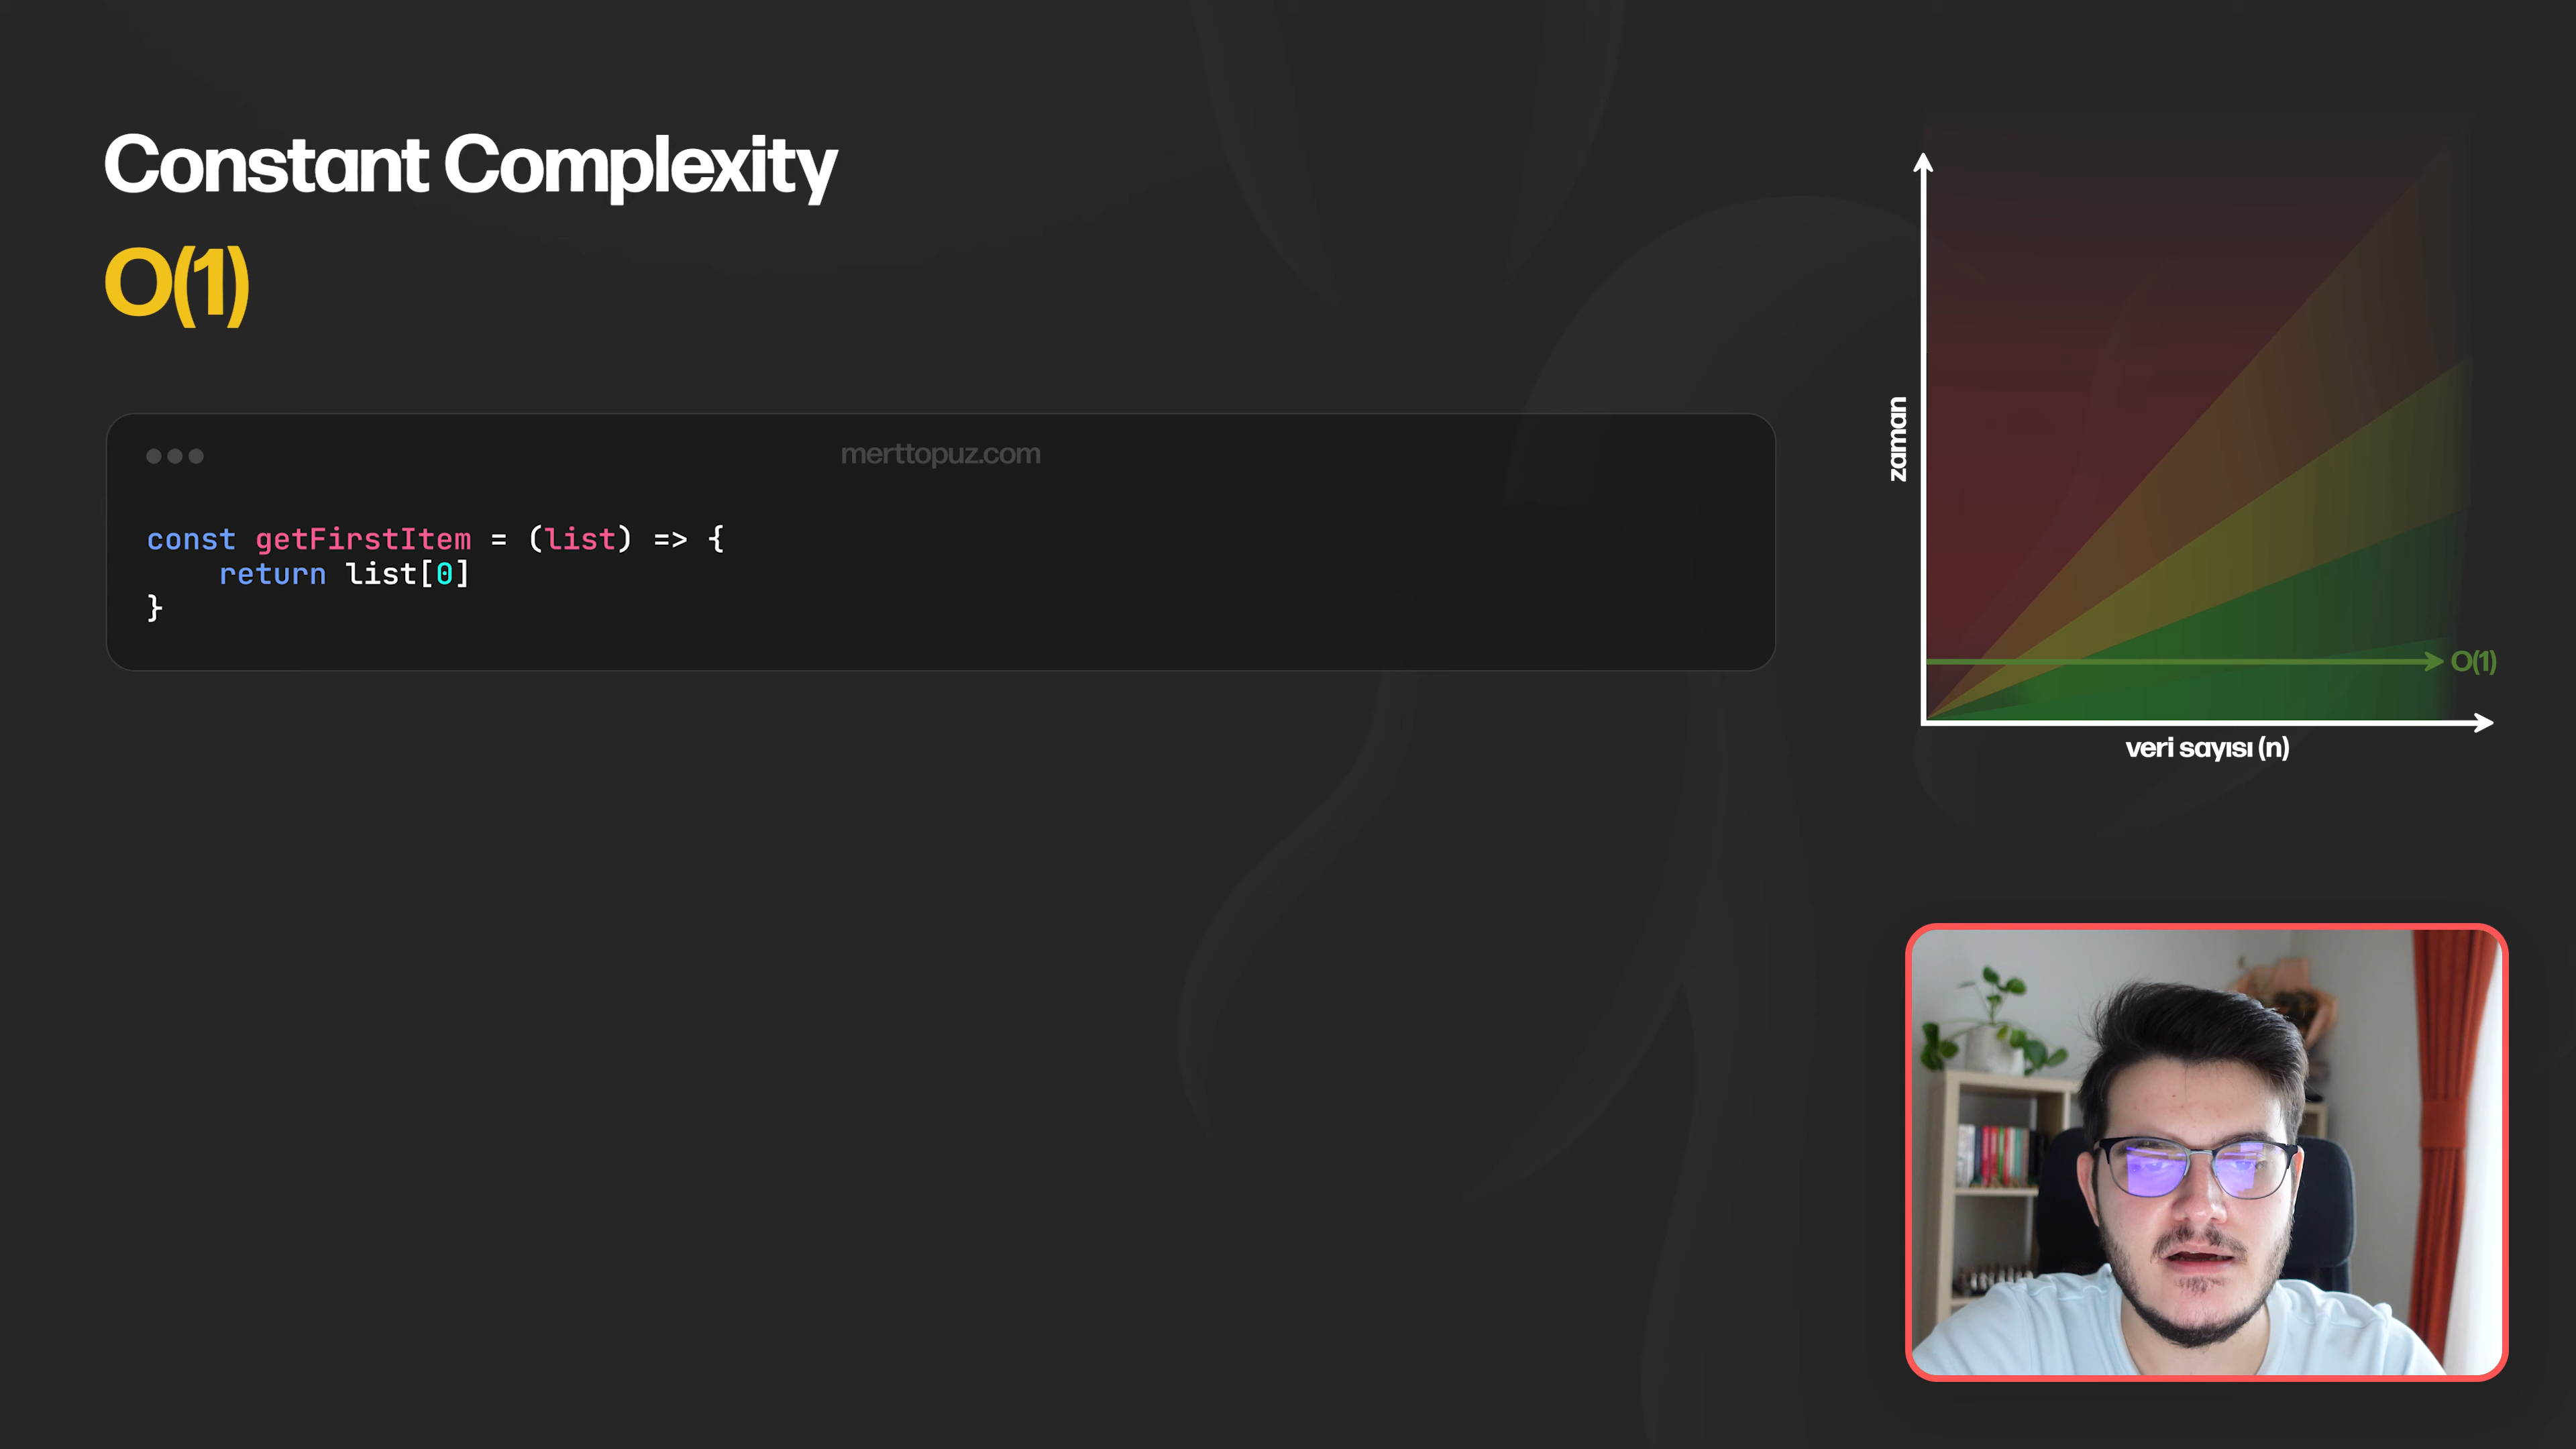 Constant Complexity
O(1)
merttopuz.com
const getFirstItem = (list) => {
    return list[0]
}
zaman
O(1)
veri sayısı (n)